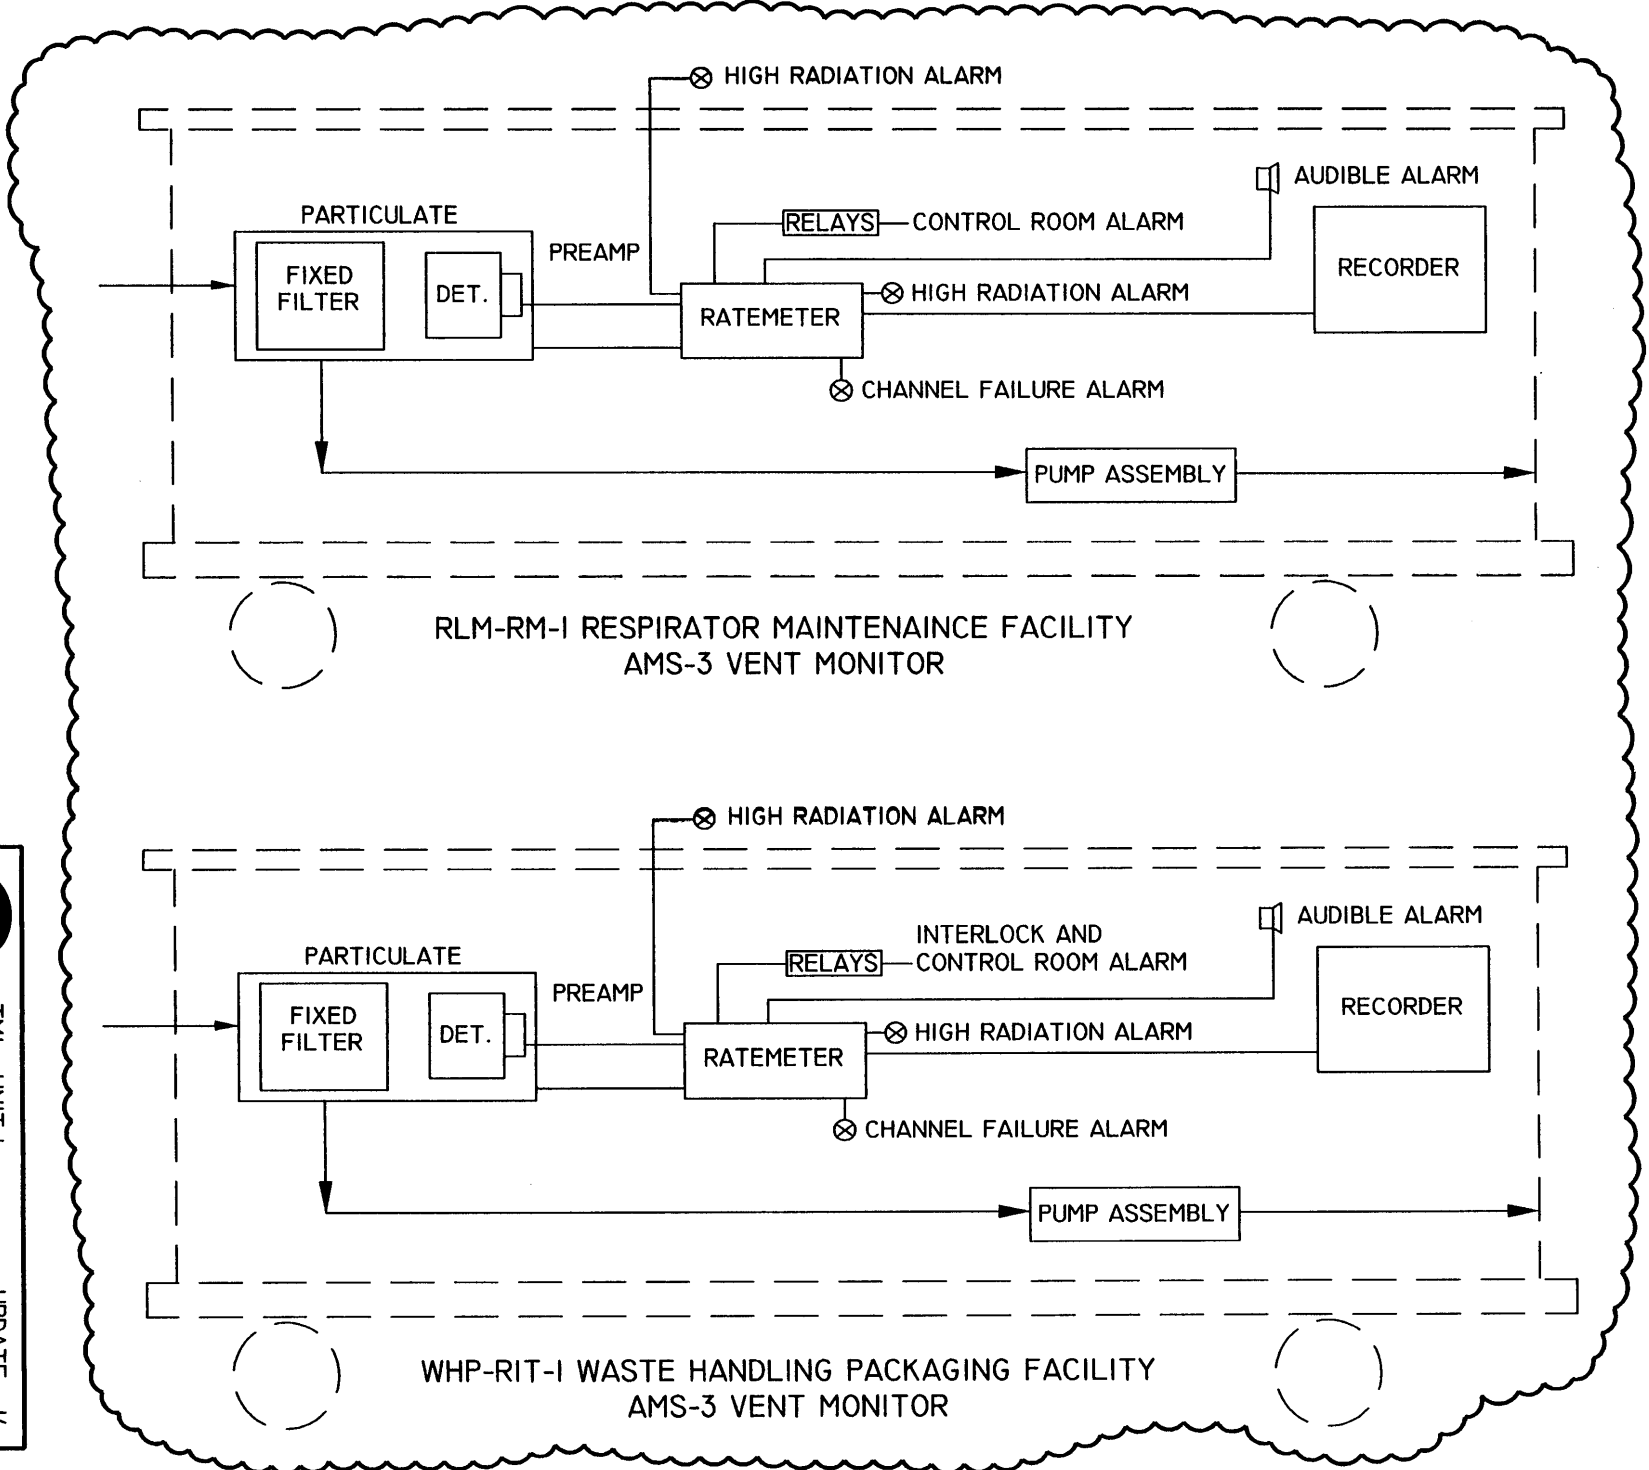 HIGH RADIATION ALARM
AUDIBLE ALARM
PARTICULATE
RELAYS
CONTROL ROOM ALARM
PREAMP
FIXED
FILTER
DET.
RECORDER
HIGH RADIATION ALARM
RATEMETER
CHANNEL FAILURE ALARM
PUMP ASSEMBLY
RLM-RM-1 RESPIRATOR MAINTENAINCE FACILITY
AMS-3 VENT MONITOR
HIGH RADIATION ALARM
AUDIBLE ALARM
INTERLOCK AND
PARTICULATE
RELAYS
CONTROL ROOM ALARM
PREAMP
FIXED
FILTER
DET.
RECORDER
HIGH RADIATION ALARM
RATEMETER
CHANNEL FAILURE ALARM
PUMP ASSEMBLY
WHP-RIT-1 WASTE HANDLING PACKAGING FACILITY
AMS-3 VENT MONITOR